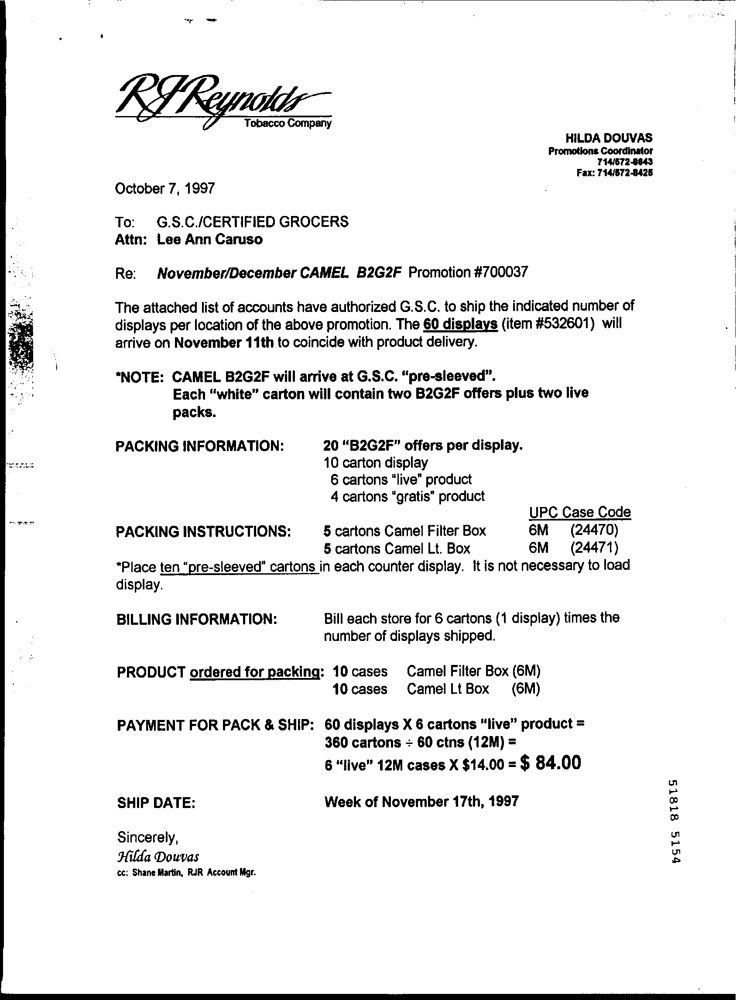 RJReynolds
Tobacco Company
HILDA DOUVAS
Promotions Coordinator
714/672-8643
Fax: 714/672-8426
October 7, 1997
To: G.S.C./CERTIFIED GROCERS
Attn: Lee Ann Caruso
Re: November/December CAMEL B2G2F Promotion #700037
The attached list of accounts have authorized G.S.C. to ship the indicated number of
displays per location of the above promotion. The 60 displays (item #532601) will
arrive on November 11th to coincide with product delivery.
*NOTE: CAMEL B2G2F will arrive at G.S.C. "pre-sleeved".
Each "white" carton will contain two B2G2F offers plus two live
packs.
PACKING INFORMATION: 20 "B2G2F" offers per display.
10 carton display
6 cartons "live" product
4 cartons "gratis" product
UPC Case Code
PACKING INSTRUCTIONS: 5 cartons Camel Filter Box 6M (24470)
5 cartons Camel Lt. Box 6M (24471)
*Place ten "pre-sleeved" cartons in each counter display. It is not necessary to load
display.
BILLING INFORMATION: Bill each store for 6 cartons (1 display) times the
number of displays shipped.
PRODUCT ordered for packing: 10 cases Camel Filter Box (6M)
10 cases Camel Lt Box (6M)
PAYMENT FOR PACK & SHIP: 60 displays X 6 cartons "live" product =
360 cartons ÷ 60 ctns (12M) =
6 "live" 12M cases X $14.00 = $ 84.00
SHIP DATE: Week of November 17th, 1997
Sincerely,
Hilda Douvas
cc: Shane Martin, RJR Account Mgr.
51818 5154